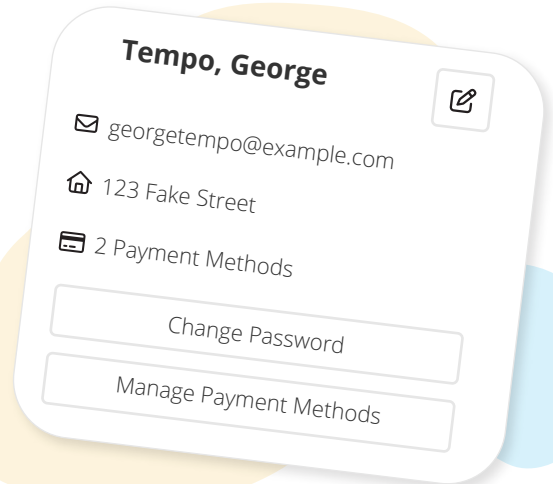 Tempo, George
georgetempo@example.com
123 Fake Street
2 Payment Methods
Change Password
Manage Payment Methods